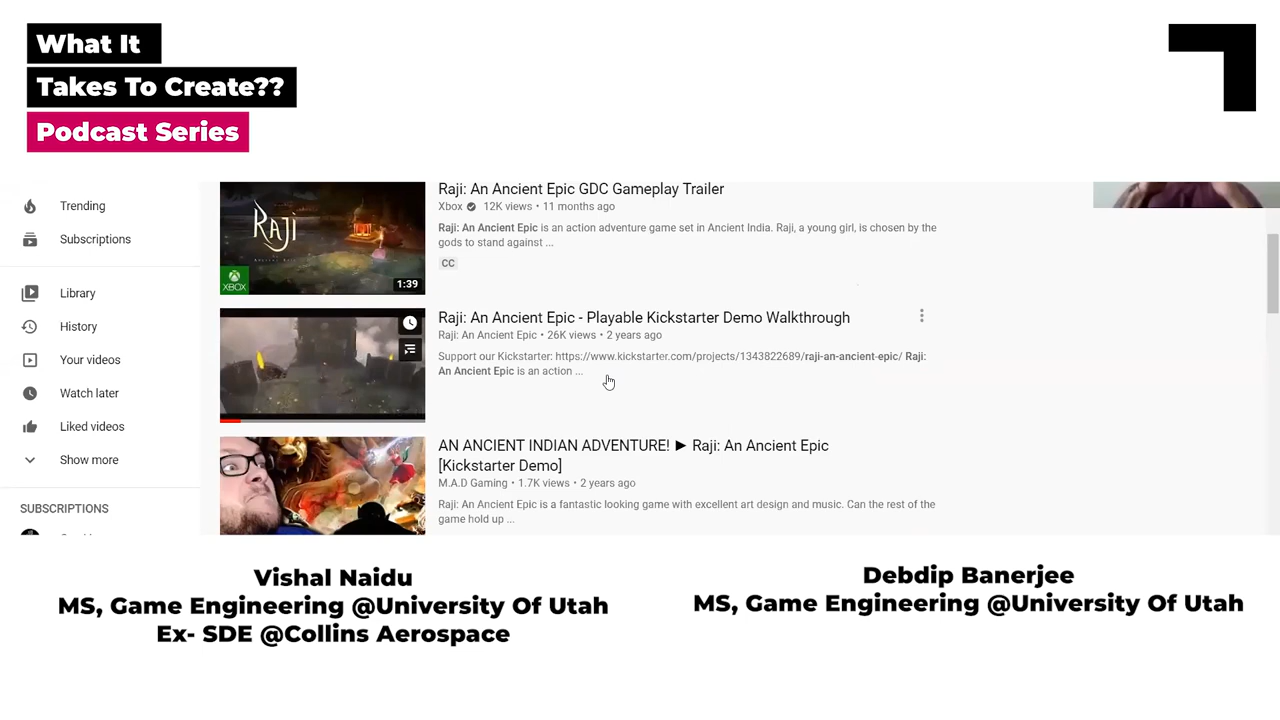 What It
Takes To Create??
Podcast Series
Trending
Subscriptions
Library
History
Your videos
Watch later
Liked videos
Show more
SUBSCRIPTIONS
RAJI
XBOX
1:39
Raji: An Ancient Epic GDC Gameplay Trailer
Xbox 12K views • 11 months ago
Raji: An Ancient Epic is an action adventure game set in Ancient India. Raji, a young girl, is chosen by the
gods to stand against ...
CC
Raji: An Ancient Epic - Playable Kickstarter Demo Walkthrough
Raji: An Ancient Epic • 26K views • 2 years ago
Support our Kickstarter: https://www.kickstarter.com/projects/1343822689/raji-an-ancient-epic/ Raji:
An Ancient Epic is an action ...
AN ANCIENT INDIAN ADVENTURE! ► Raji: An Ancient Epic
[Kickstarter Demo]
M.A.D Gaming • 1.7K views • 2 years ago
Raji: An Ancient Epic is a fantastic looking game with excellent art design and music. Can the rest of the
game hold up ...
Vishal Naidu
MS, Game Engineering @University Of Utah
Ex- SDE @Collins Aerospace
Debdip Banerjee
MS, Game Engineering @University Of Utah